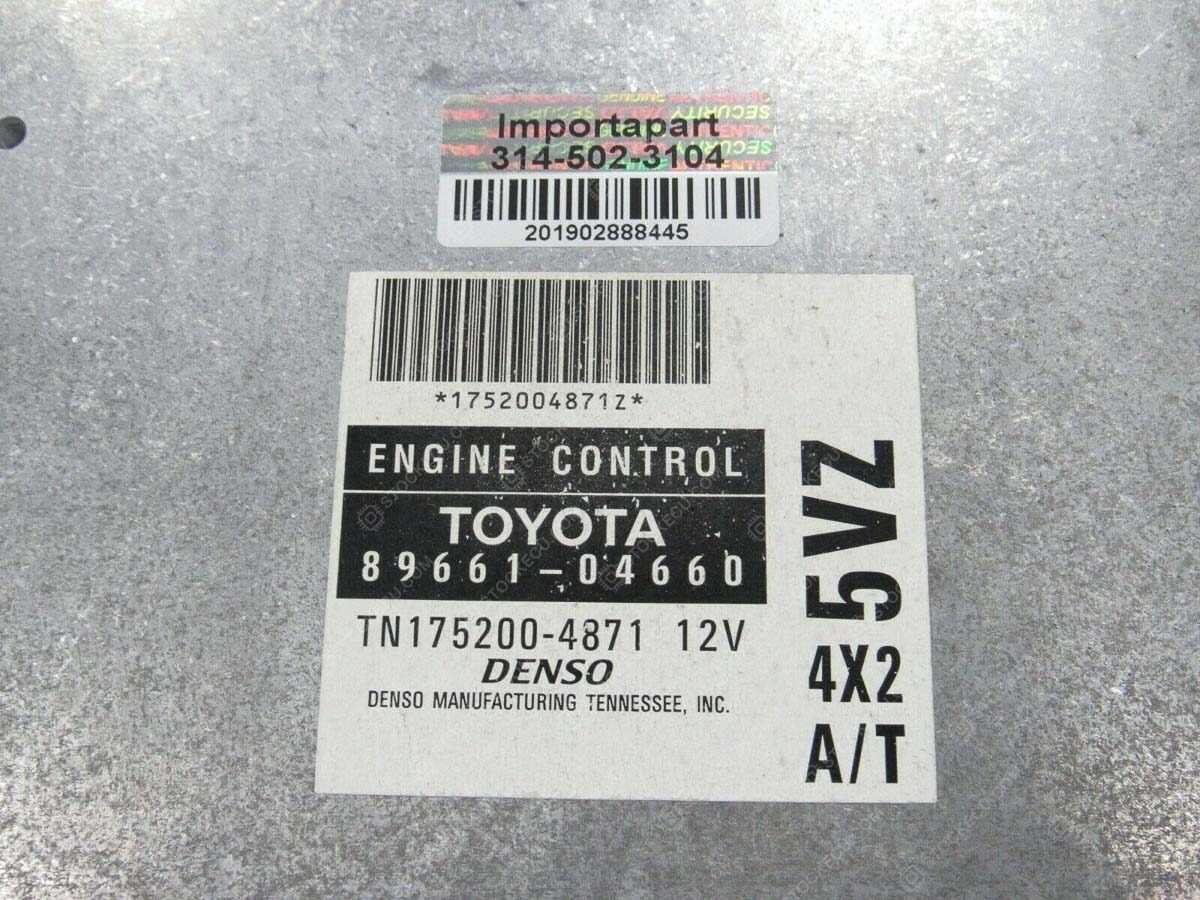 Importapart
314-502-3104
201902888445
*1752004871Z*
ENGINE CONTROL
TOYOTA
89661-04660
TN175200-4871 12V
DENSO
DENSO MANUFACTURING TENNESSEE, INC.
5VZ
4X2
A/T